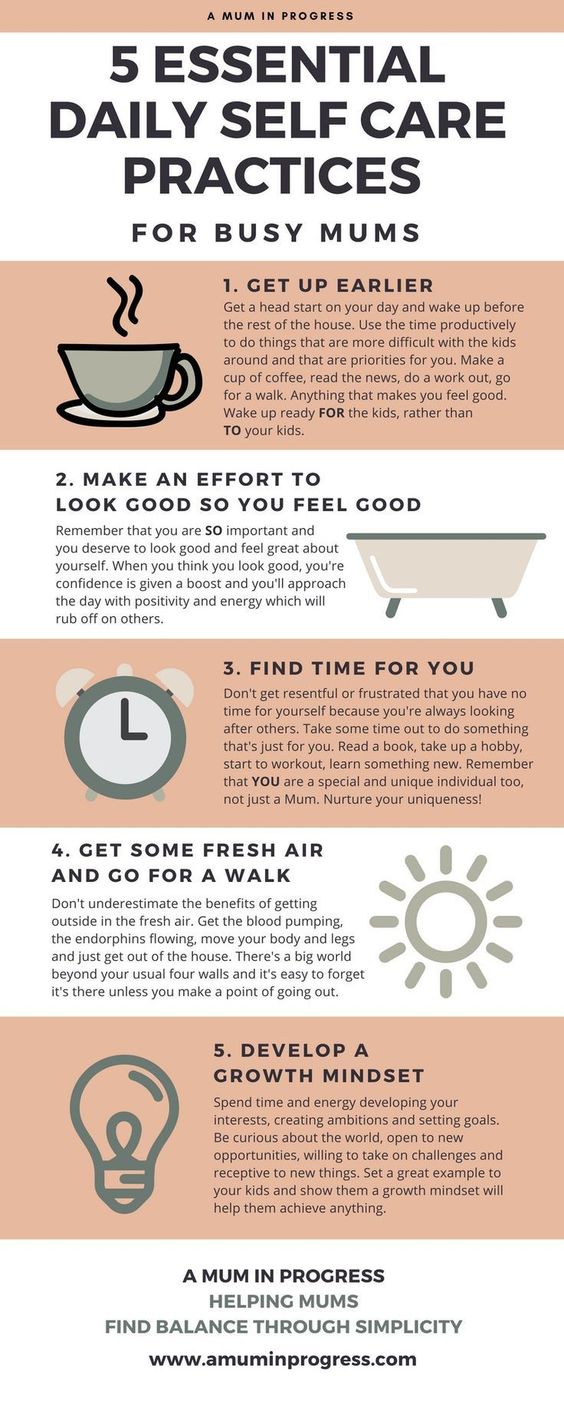 A MUM IN PROGRESS
5 ESSENTIAL
DAILY SELF CARE
PRACTICES
FOR BUSY MUMS
1. GET UP EARLIER
Get a head start on your day and wake up before
the rest of the house. Use the time productively
to do things that are more difficult with the kids
around and that are priorities for you. Make a
cup of coffee, read the news, do a work out, go
for a walk. Anything that makes you feel good.
Wake up ready FOR the kids, rather than
TO your kids.
2. MAKE AN EFFORT TO
LOOK GOOD SO YOU FEEL GOOD
Remember that you are SO important and
you deserve to look good and feel great about
yourself. When you think you look good, you're
confidence is given a boost and you'll approach
the day with positivity and energy which will
rub off on others.
3. FIND TIME FOR YOU
Don't get resentful or frustrated that you have no
time for yourself because you're always looking
after others. Take some time out to do something
that's just for you. Read a book, take up a hobby,
start to workout, learn something new. Remember
that YOU are a special and unique individual too,
not just a Mum. Nurture your uniqueness!
4. GET SOME FRESH AIR
AND GO FOR A WALK
Don't underestimate the benefits of getting
outside in the fresh air. Get the blood pumping,
the endorphins flowing, move your body and legs
and just get out of the house. There's a big world
beyond your usual four walls and it's easy to forget
it's there unless you make a point of going out.
5. DEVELOP A
GROWTH MINDSET
Spend time and energy developing your
interests, creating ambitions and setting goals.
Be curious about the world, open to new
opportunities, willing to take on challenges and
receptive to new things. Set a great example to
your kids and show them a growth mindset will
help them achieve anything.
A MUM IN PROGRESS
HELPING MUMS
FIND BALANCE THROUGH SIMPLICITY
www.amuminprogress.com